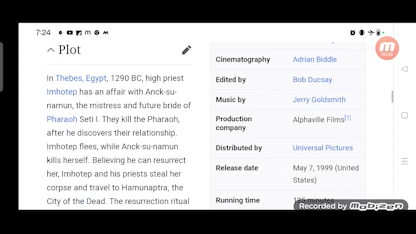 7:24
Plot
In Thebes, Egypt, 1290 BC, high priest
Imhotep has an affair with Anck-su-
namun, the mistress and future bride of
Pharaoh Seti I. They kill the Pharaoh,
after he discovers their relationship.
Imhotep flees, while Anck-su-namun
kills herself. Believing he can resurrect
her, Imhotep and his priests steal her
corpse and travel to Hamunaptra, the
City of the Dead. The resurrection ritual
Cinematography Adrian Biddle
Edited by Bob Ducsay
Music by Jerry Goldsmith
Production Alphaville Films[1]
company
Distributed by Universal Pictures
Release date May 7, 1999 (United
States)
Running time
Recorded by
MOBIZEN